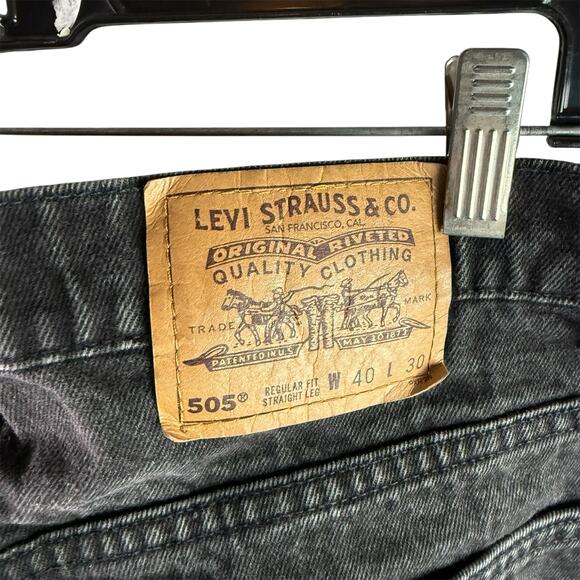 LEVI STRAUSS & CO.
SAN FRANCISCO, CAL.
ORIGINAL RIVETED
QUALITY CLOTHING
TRADE MARK
PATENTED IN U.S. MAY 20 1873
505® REGULAR FIT W 40 L 30
STRAIGHT LEG